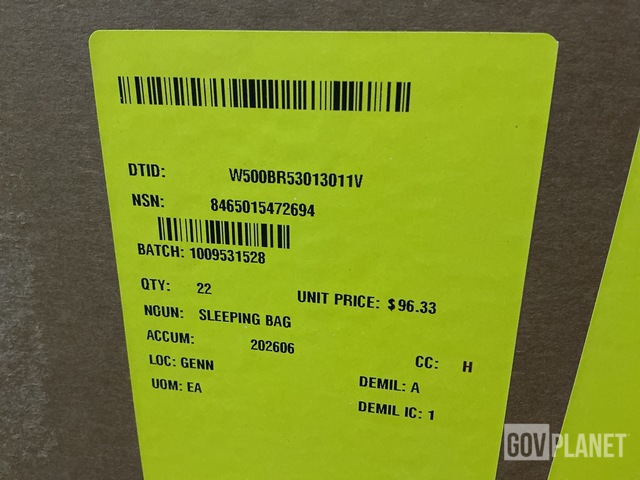 DTID: W500BR53013011V
NSN: 8465015472694
BATCH: 1009531528
QTY: 22 UNIT PRICE: $96.33
NOUN: SLEEPING BAG
ACCUM: 202606
CC: H
LOC: GENN
DEMIL: A
UOM: EA
DEMIL IC: 1
GOVPLANET